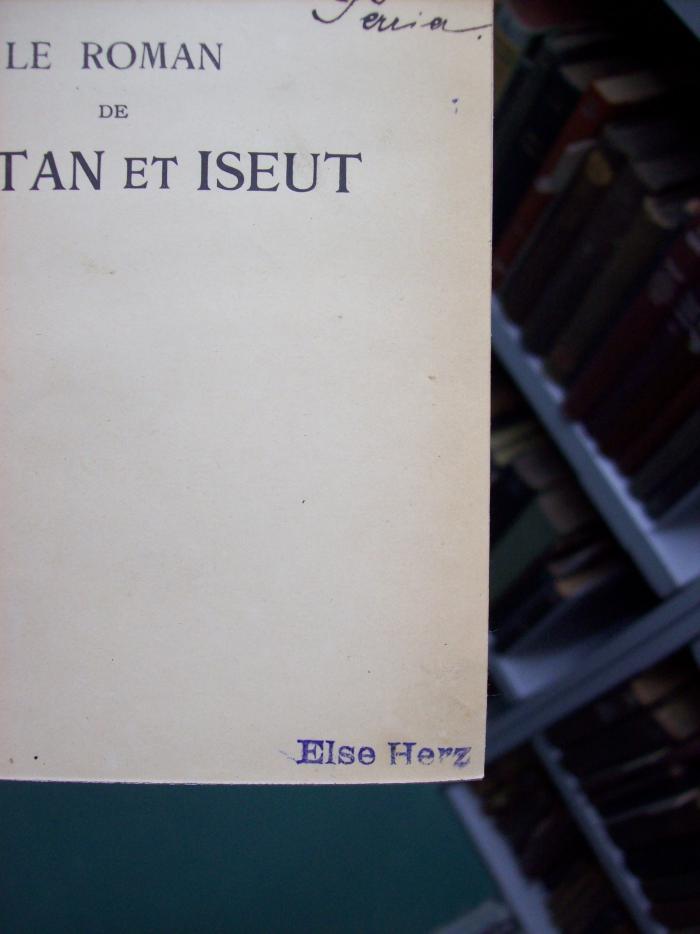 LE ROMAN
DE
TAN ET ISEUT
Else Herz